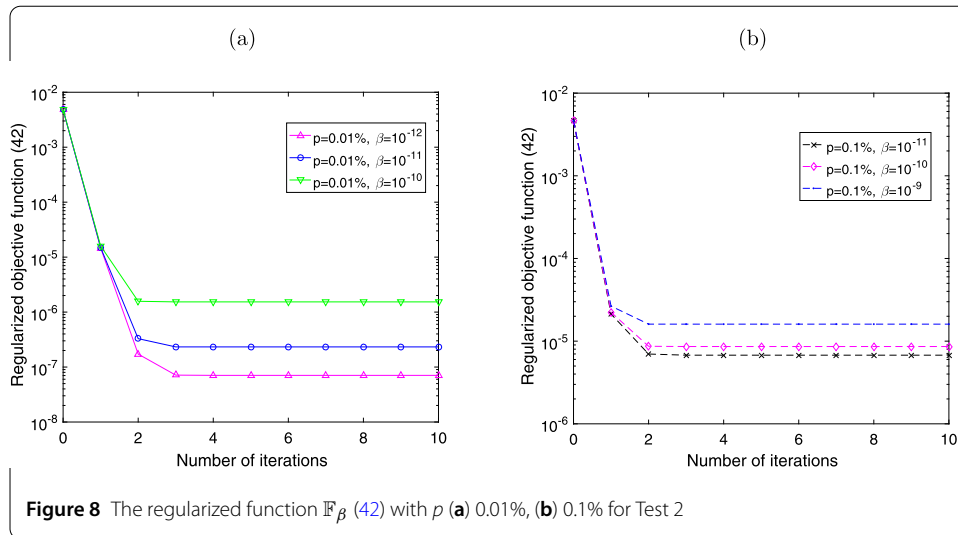 (a)
(b)
Regularized objective function (42)
10⁻²
10⁻³
10⁻⁴
10⁻⁵
10⁻⁶
10⁻⁷
10⁻⁸
p=0.01%, β=10⁻¹²
p=0.01%, β=10⁻¹¹
p=0.01%, β=10⁻¹⁰
0 2 4 6 8 10
Number of iterations
Regularized objective function (42)
10⁻²
10⁻³
10⁻⁴
10⁻⁵
10⁻⁶
p=0.1%, β=10⁻¹¹
p=0.1%, β=10⁻¹⁰
p=0.1%, β=10⁻⁹
0 2 4 6 8 10
Number of iterations
Figure 8 The regularized function 𝔽β (42) with p (a) 0.01%, (b) 0.1% for Test 2